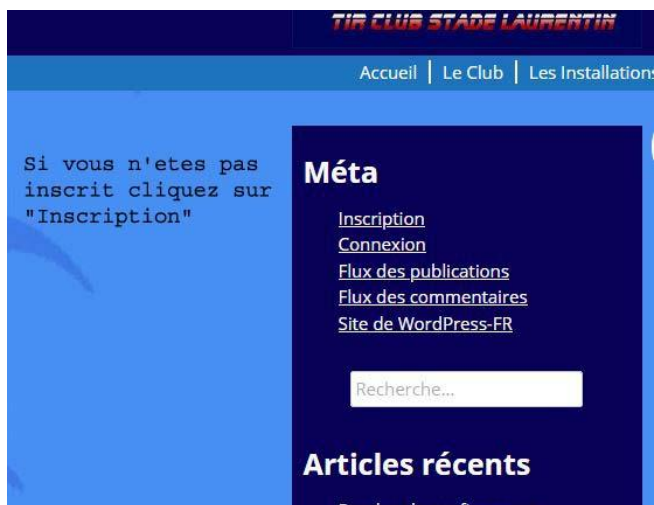 TIR CLUB STADE LAURENTIN
Accueil | Le Club | Les Installations
Si vous n'etes pas
inscrit cliquez sur
"Inscription"
Méta
Inscription
Connexion
Flux des publications
Flux des commentaires
Site de WordPress-FR
Recherche...
Articles récents